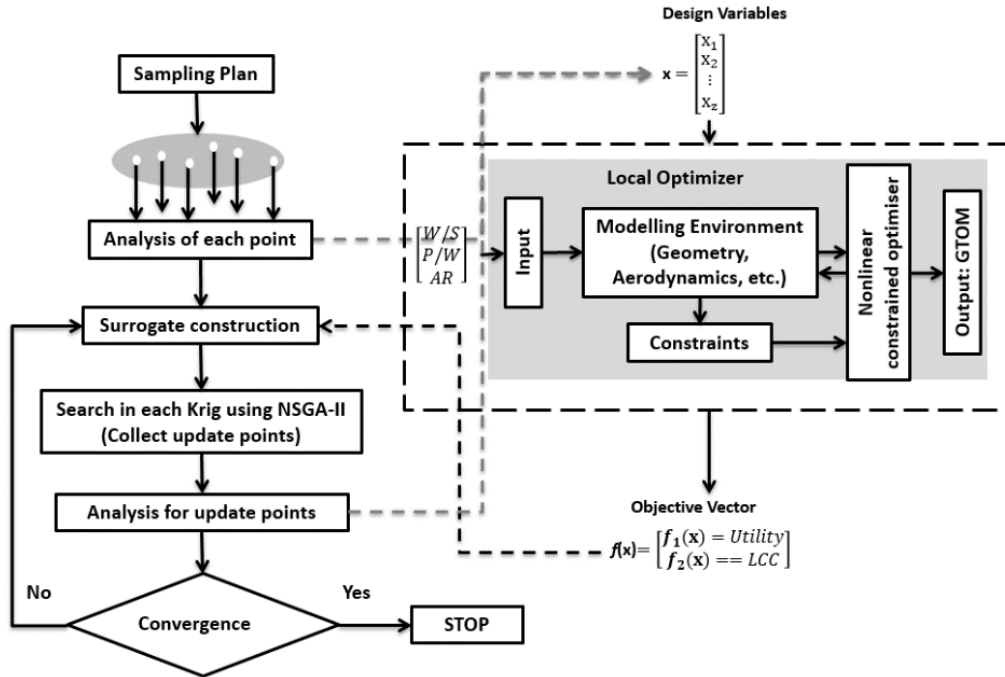 Sampling Plan
Analysis of each point
Surrogate construction
Search in each Krig using NSGA-II
(Collect update points)
Analysis for update points
No
Yes
Convergence
STOP
Design Variables
x = [x₁
x₂
⋮
x_z]
[W/S
P/W
AR]
Local Optimizer
Input
Modelling Environment
(Geometry,
Aerodynamics, etc.)
Constraints
Nonlinear
constrained optimiser
Output: GTOM
Objective Vector
f(x)= [f₁(x) = Utility
f₂(x) == LCC]